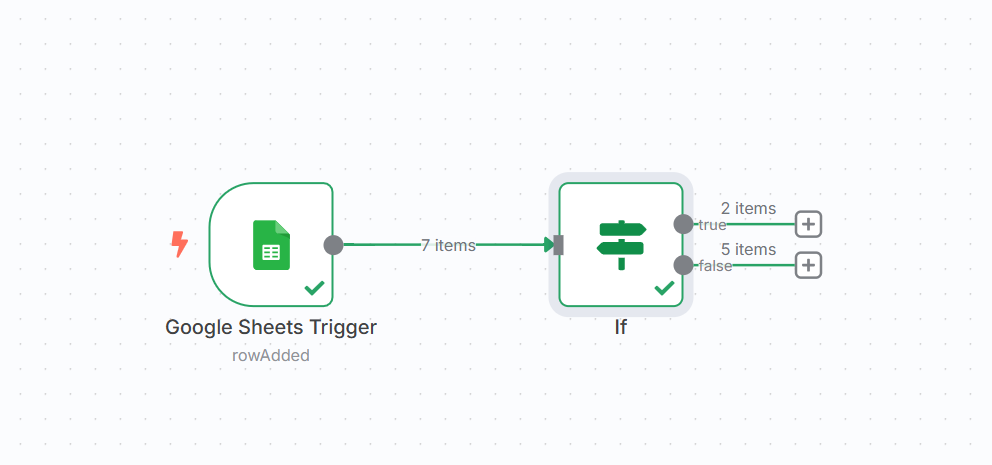 2 items
true
7 items
5 items
false
Google Sheets Trigger
If
rowAdded